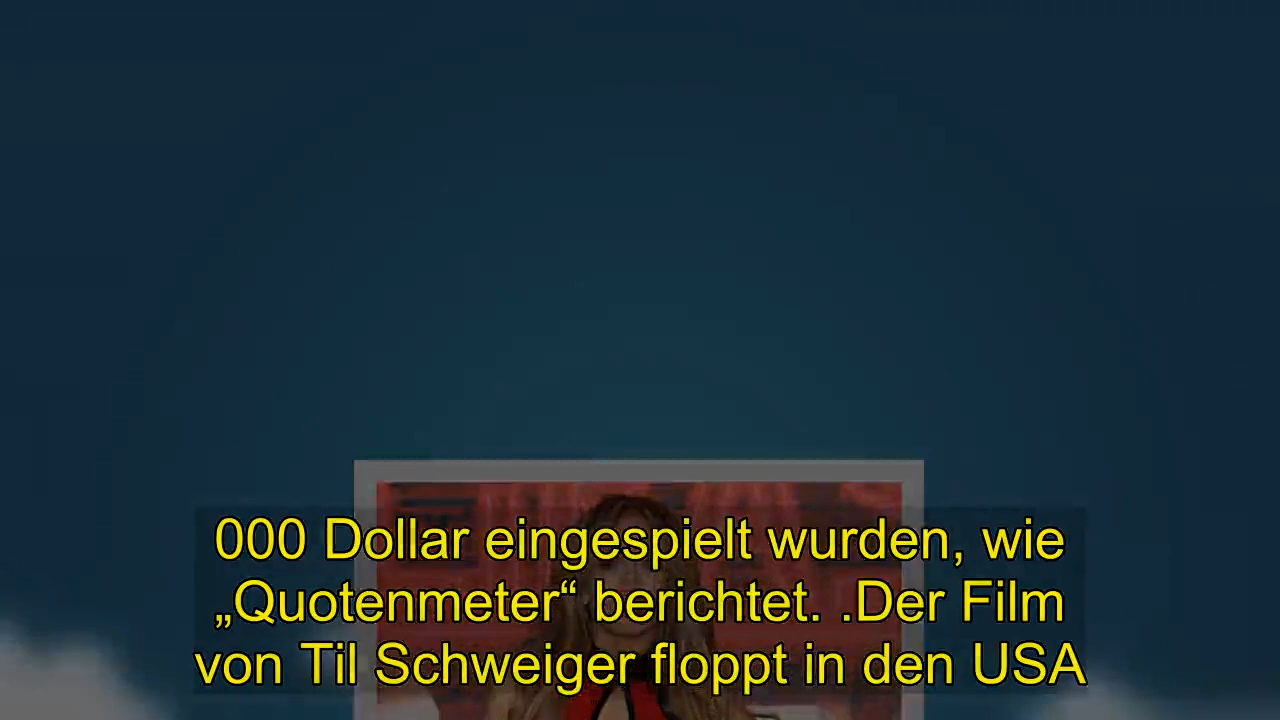 000 Dollar eingespielt wurden, wie
„Quotenmeter“ berichtet. .Der Film
von Til Schweiger floppt in den USA